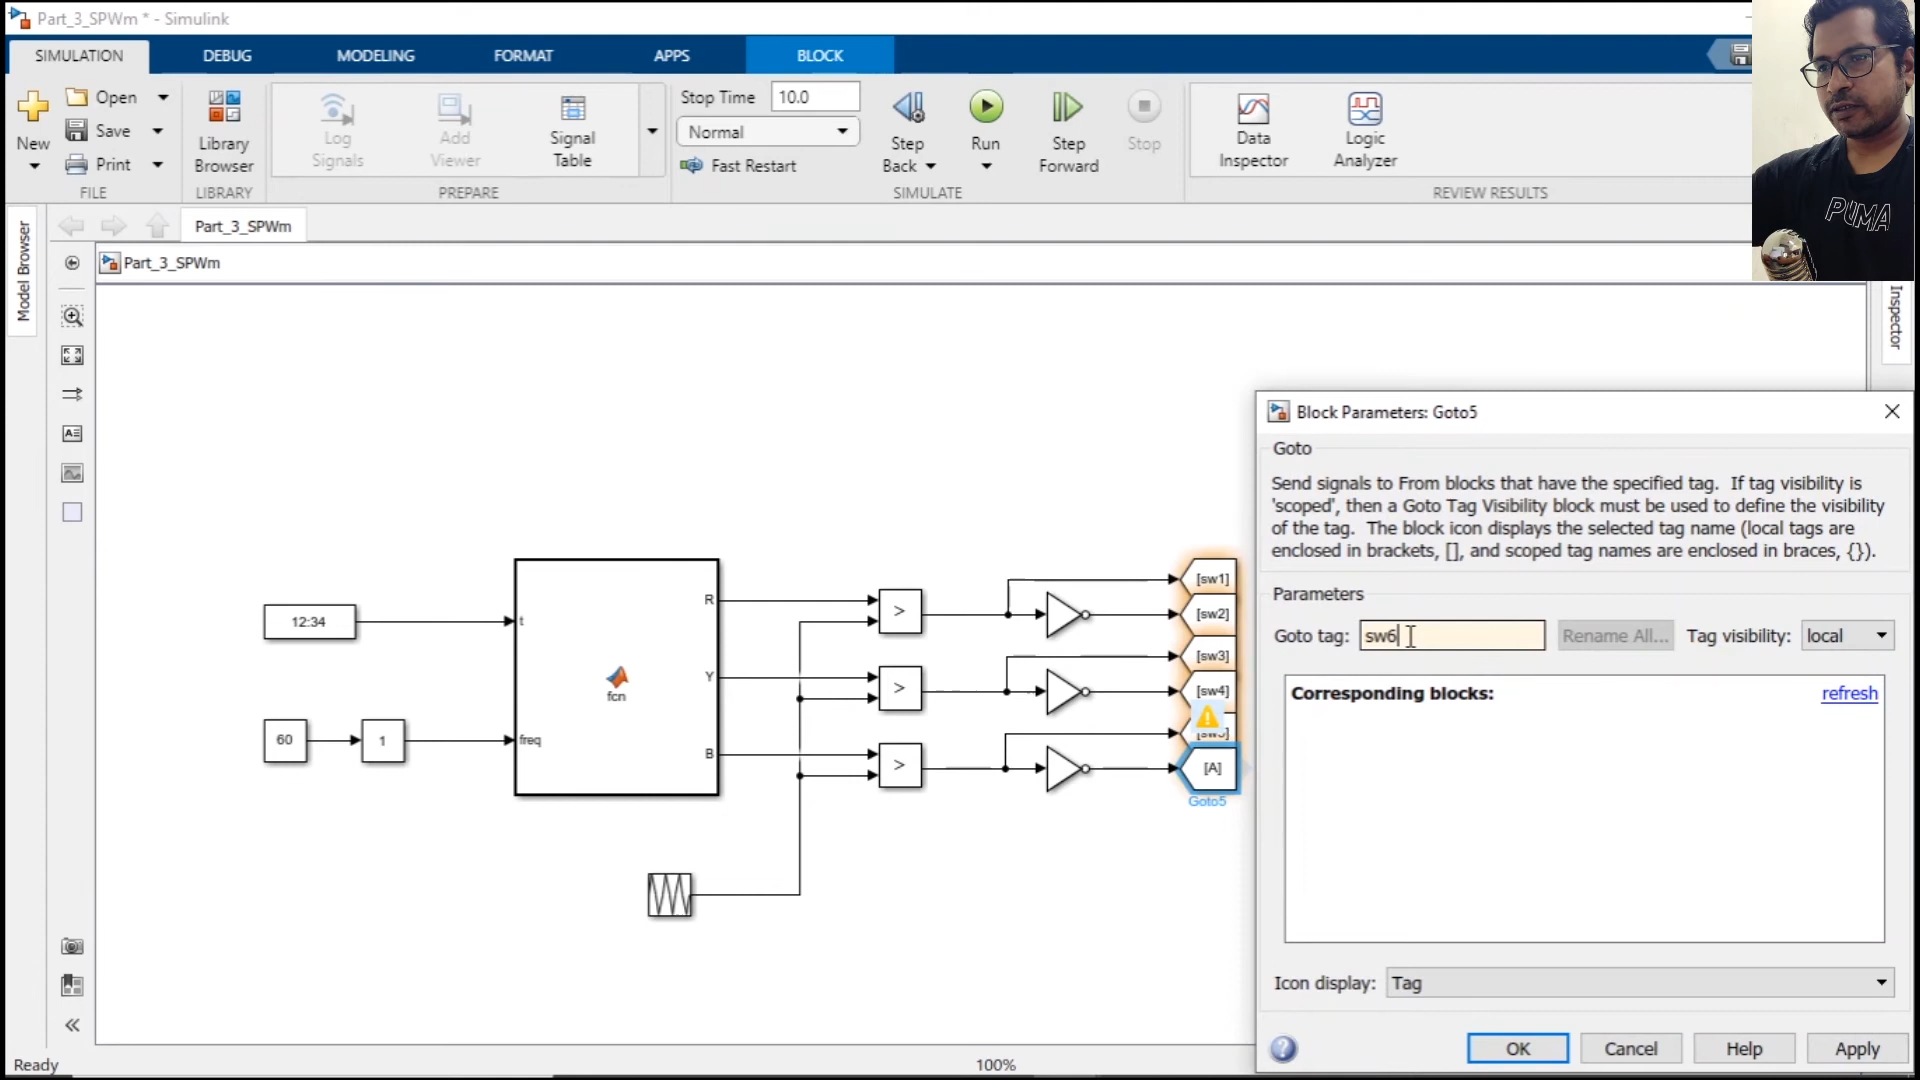 Part_3_SPWm * - Simulink
SIMULATION
DEBUG
MODELING
FORMAT
APPS
BLOCK
New
Open
Save
Print
FILE
Library
Browser
LIBRARY
Log
Signals
Add
Viewer
Signal
Table
PREPARE
Stop Time 10.0
Normal
Fast Restart
Step
Back
Run
Step
Forward
Stop
SIMULATE
Data
Inspector
Logic
Analyzer
REVIEW RESULTS
PUMA
Model Browser
Part_3_SPWm
Part_3_SPWm
Inspector
12:34
60
1
t
freq
fcn
R
Y
B
>
>
>
[sw1]
[sw2]
[sw3]
[sw4]
[A]
Goto5
Block Parameters: Goto5
Goto
Send signals to From blocks that have the specified tag. If tag visibility is
'scoped', then a Goto Tag Visibility block must be used to define the visibility
of the tag. The block icon displays the selected tag name (local tags are
enclosed in brackets, [], and scoped tag names are enclosed in braces, {}).
Parameters
Goto tag: sw6 Rename All... Tag visibility: local
Corresponding blocks: refresh
Icon display: Tag
OK Cancel Help Apply
Ready
100%